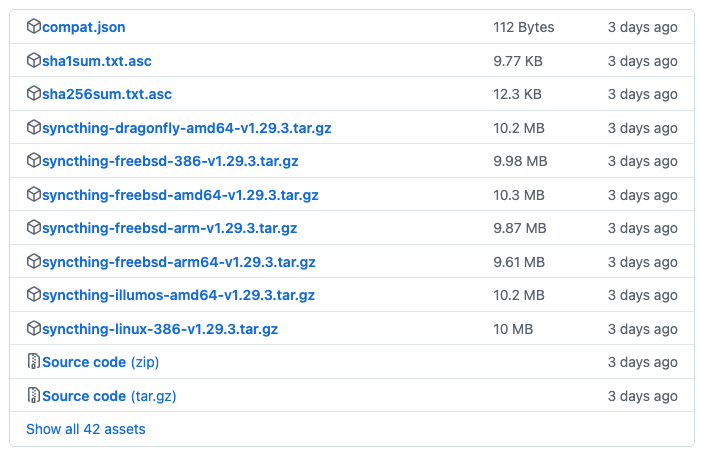 compat.json 112 Bytes 3 days ago
sha1sum.txt.asc 9.77 KB 3 days ago
sha256sum.txt.asc 12.3 KB 3 days ago
syncthing-dragonfly-amd64-v1.29.3.tar.gz 10.2 MB 3 days ago
syncthing-freebsd-386-v1.29.3.tar.gz 9.98 MB 3 days ago
syncthing-freebsd-amd64-v1.29.3.tar.gz 10.3 MB 3 days ago
syncthing-freebsd-arm-v1.29.3.tar.gz 9.87 MB 3 days ago
syncthing-freebsd-arm64-v1.29.3.tar.gz 9.61 MB 3 days ago
syncthing-illumos-amd64-v1.29.3.tar.gz 10.2 MB 3 days ago
syncthing-linux-386-v1.29.3.tar.gz 10 MB 3 days ago
Source code (zip) 3 days ago
Source code (tar.gz) 3 days ago
Show all 42 assets